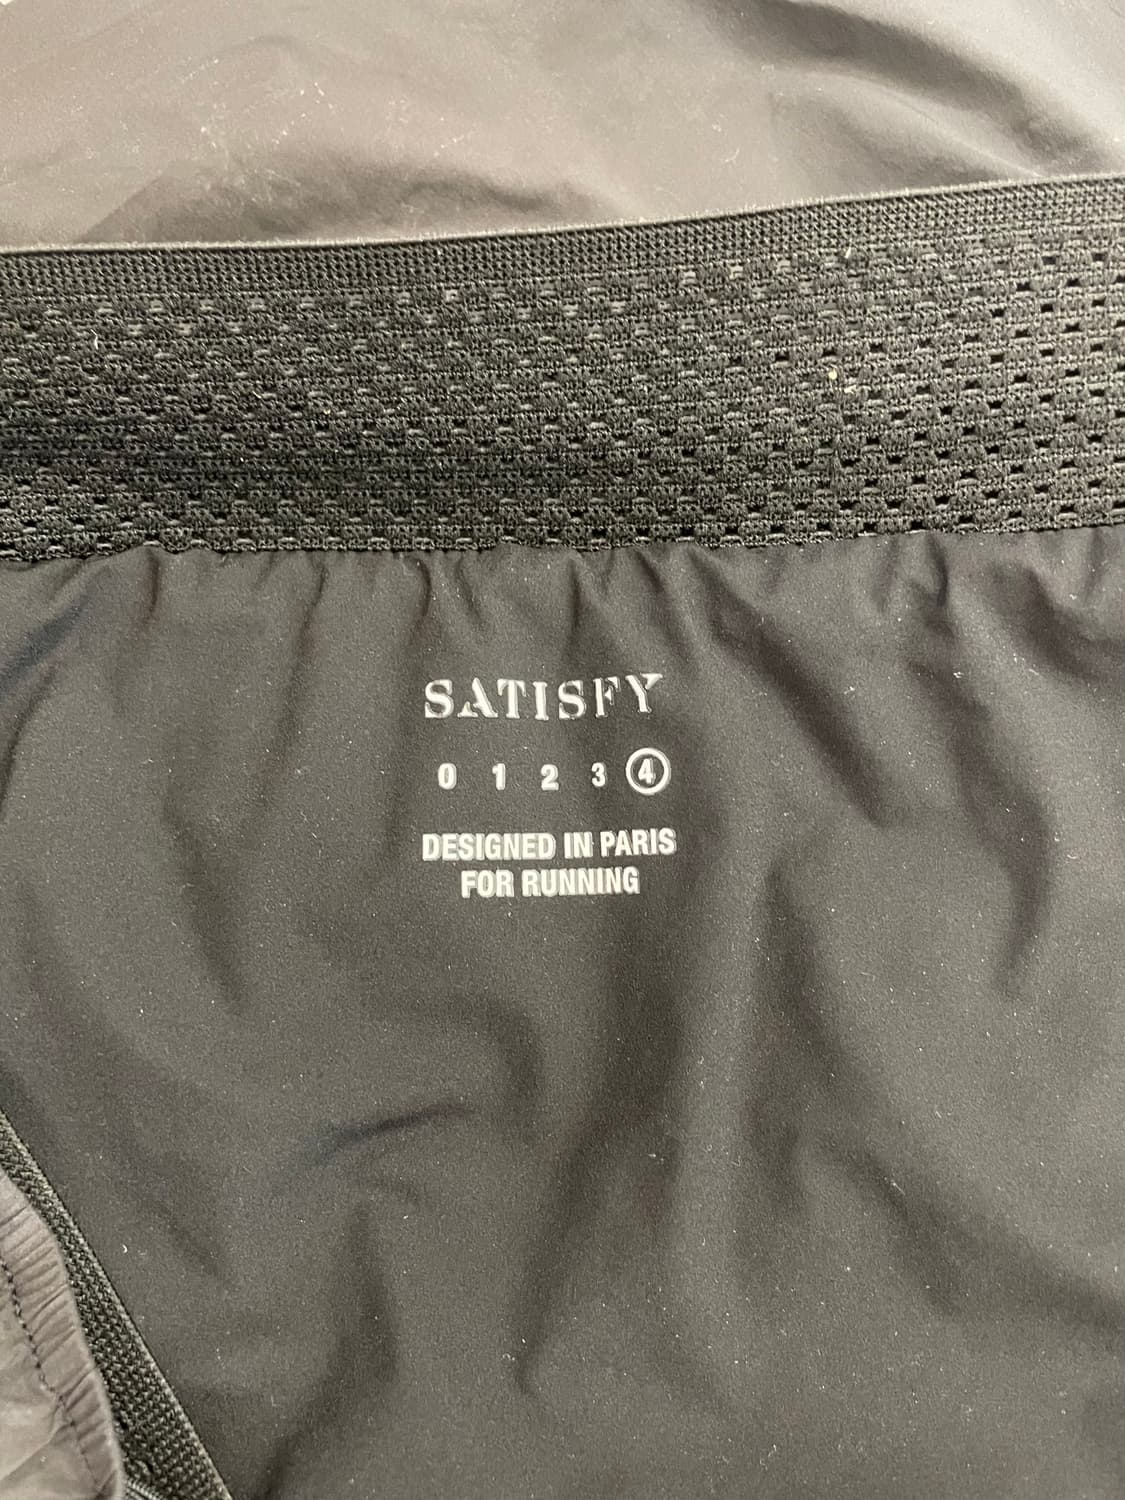 SATISFY
0 1 2 3 4
DESIGNED IN PARIS
FOR RUNNING